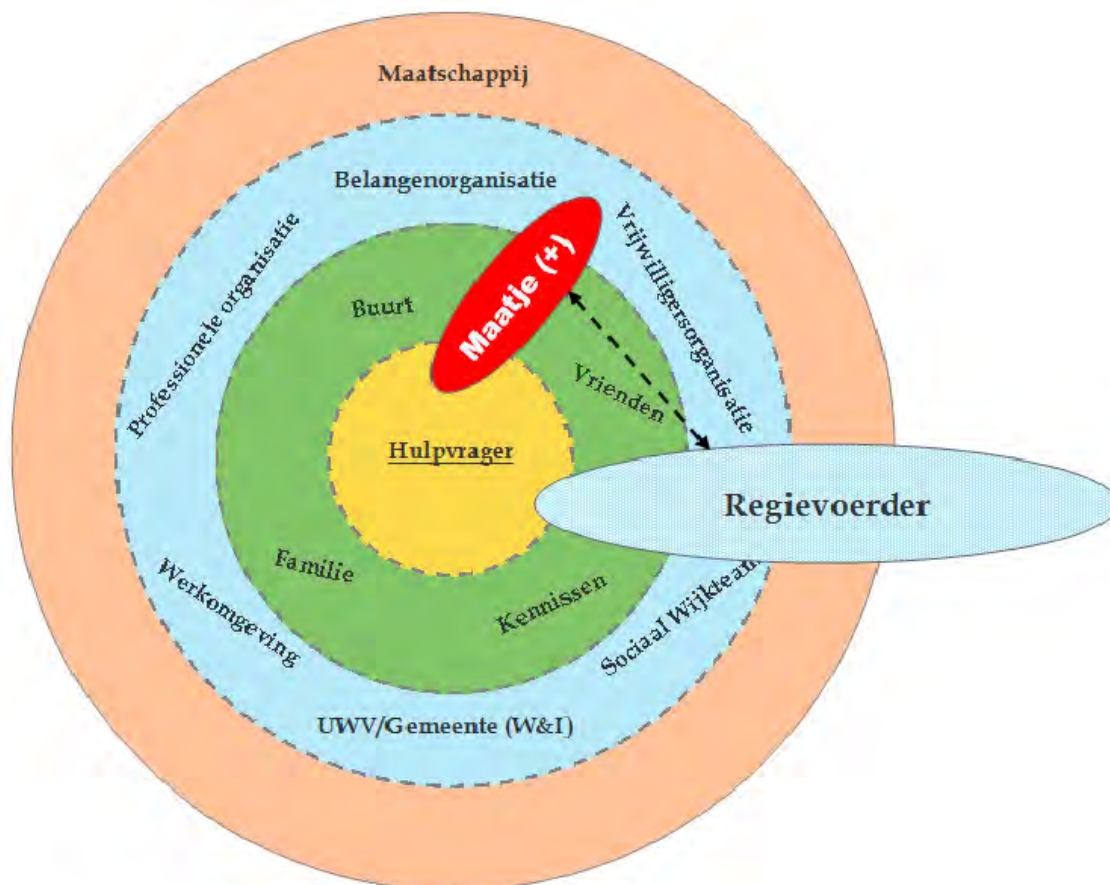 Maatschappij
Belangenorganisatie
Professionele organisatie
Vrijwilligersorganisatie
Maatje (+)
Buurt
Vrienden
Hulpvrager
Regievoerder
Familie
Kennissen
Werkomgeving
Sociaal Wijkteam
UWV/Gemeente (W&I)